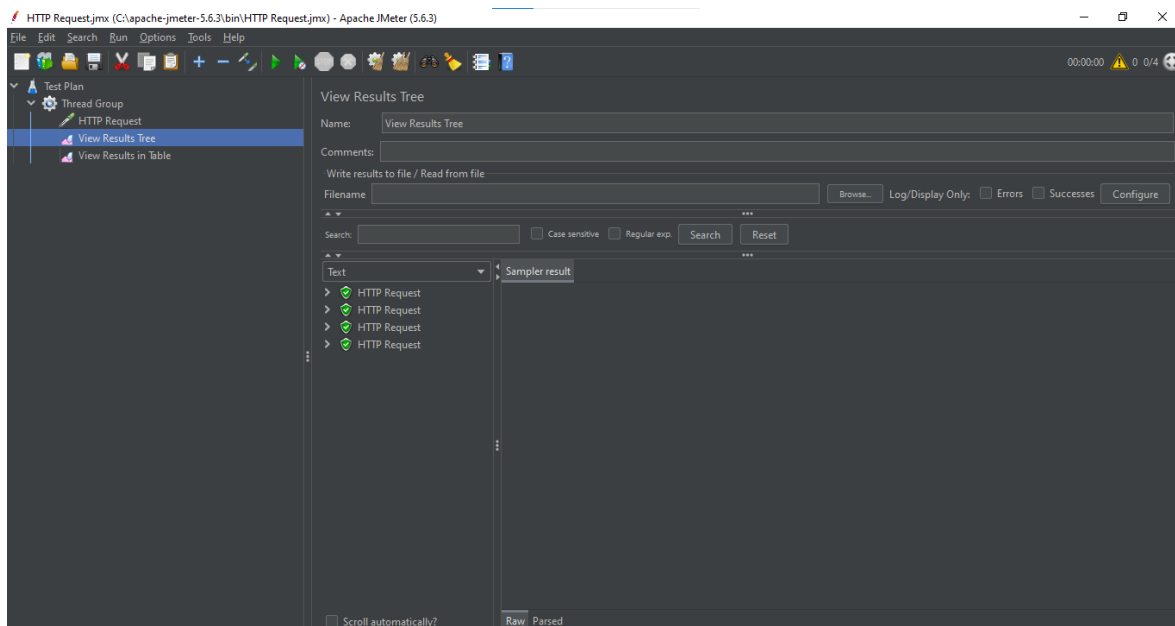 HTTP Request.jmx (C:\apache-jmeter-5.6.3\bin\HTTP Request.jmx) - Apache JMeter (5.6.3)
File Edit Search Run Options Tools Help
00:00:00 0 0/4
Test Plan
Thread Group
HTTP Request
View Results Tree
View Results in Table
View Results Tree
Name: View Results Tree
Comments:
Write results to file / Read from file
Filename Browse... Log/Display Only: Errors Successes Configure
Search: Case sensitive Regular exp. Search Reset
Text Sampler result
HTTP Request
HTTP Request
HTTP Request
HTTP Request
Scroll automatically? Raw Parsed